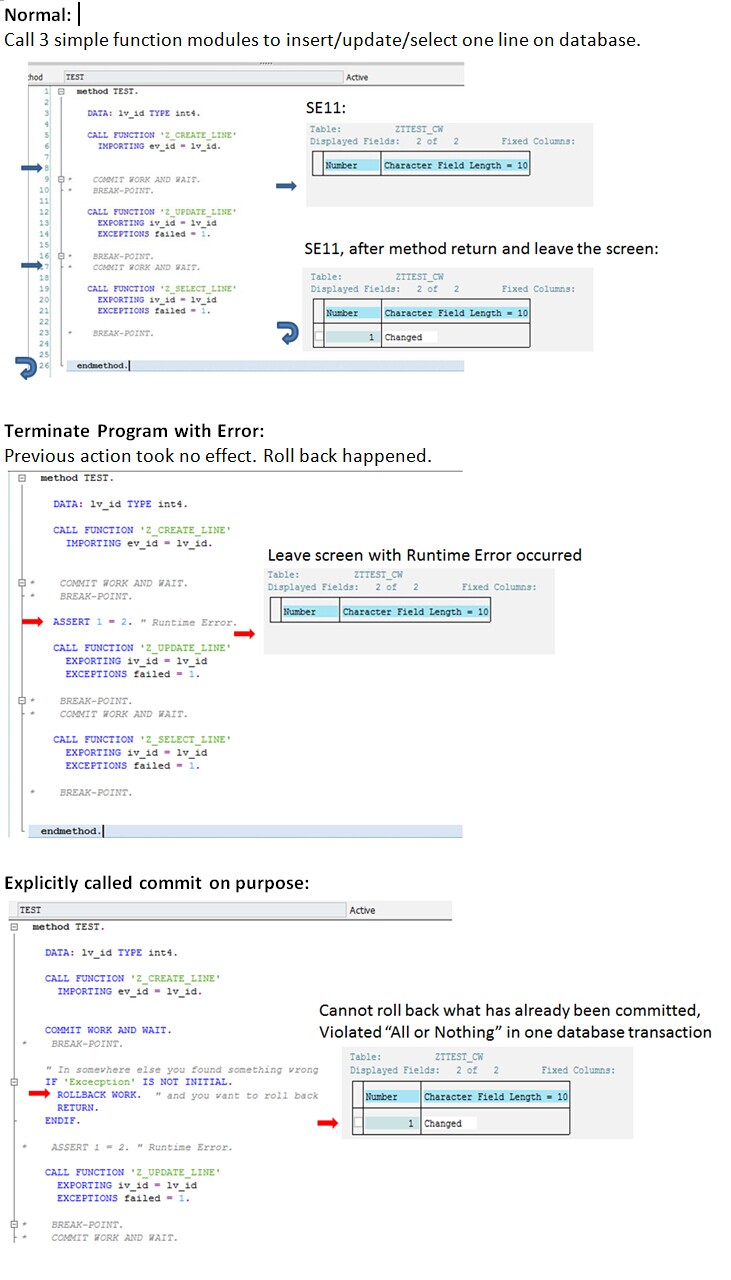 Normal:
Call 3 simple function modules to insert/update/select one line on database.
hod TEST Active
1 method TEST.
2
3 DATA: lv_id TYPE int4.
4
5 CALL FUNCTION 'Z_CREATE_LINE'
6 IMPORTING ev_id = lv_id.
7
8
9 * COMMIT WORK AND WAIT.
10 * BREAK-POINT.
11
12 CALL FUNCTION 'Z_UPDATE_LINE'
13 EXPORTING iv_id = lv_id
14 EXCEPTIONS failed = 1.
15
16 * BREAK-POINT.
17 * COMMIT WORK AND WAIT.
18
19 CALL FUNCTION 'Z_SELECT_LINE'
20 EXPORTING iv_id = lv_id
21 EXCEPTIONS failed = 1.
22
23 * BREAK-POINT.
24
25
26 endmethod.
SE11:
Table: ZTTEST_CW
Displayed Fields: 2 of 2 Fixed Columns:
Number Character Field Length = 10
SE11, after method return and leave the screen:
Table: ZTTEST_CW
Displayed Fields: 2 of 2 Fixed Columns:
Number Character Field Length = 10
1 Changed
Terminate Program with Error:
Previous action took no effect. Roll back happened.
method TEST.
DATA: lv_id TYPE int4.
CALL FUNCTION 'Z_CREATE_LINE'
IMPORTING ev_id = lv_id.
* COMMIT WORK AND WAIT.
* BREAK-POINT.
ASSERT 1 = 2. " Runtime Error.
CALL FUNCTION 'Z_UPDATE_LINE'
EXPORTING iv_id = lv_id
EXCEPTIONS failed = 1.
* BREAK-POINT.
* COMMIT WORK AND WAIT.
CALL FUNCTION 'Z_SELECT_LINE'
EXPORTING iv_id = lv_id
EXCEPTIONS failed = 1.
* BREAK-POINT.
endmethod.
Leave screen with Runtime Error occurred
Table: ZTTEST_CW
Displayed Fields: 2 of 2 Fixed Columns:
Number Character Field Length = 10
Explicitly called commit on purpose:
TEST Active
method TEST.
DATA: lv_id TYPE int4.
CALL FUNCTION 'Z_CREATE_LINE'
IMPORTING ev_id = lv_id.
COMMIT WORK AND WAIT.
* BREAK-POINT.
" In somewhere else you found something wrong
IF 'Exceoption' IS NOT INITIAL.
ROLLBACK WORK. " and you want to roll back
RETURN.
ENDIF.
* ASSERT 1 = 2. " Runtime Error.
CALL FUNCTION 'Z_UPDATE_LINE'
EXPORTING iv_id = lv_id
EXCEPTIONS failed = 1.
* BREAK-POINT.
* COMMIT WORK AND WAIT.
Cannot roll back what has already been committed,
Violated “All or Nothing” in one database transaction
Table: ZTTEST_CW
Displayed Fields: 2 of 2 Fixed Columns:
Number Character Field Length = 10
1 Changed